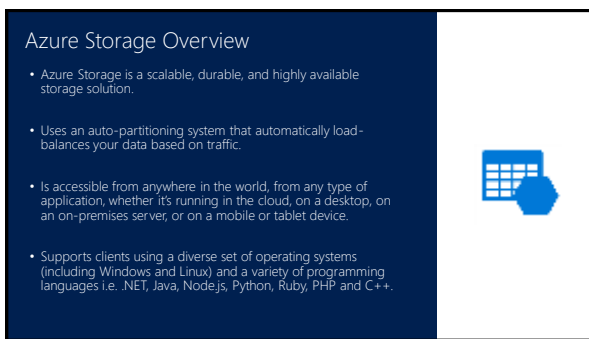 Azure Storage Overview
• Azure Storage is a scalable, durable, and highly available
storage solution.
• Uses an auto-partitioning system that automatically load-
balances your data based on traffic.
• Is accessible from anywhere in the world, from any type of
application, whether it's running in the cloud, on a desktop, on
an on-premises server, or on a mobile or tablet device.
• Supports clients using a diverse set of operating systems
(including Windows and Linux) and a variety of programming
languages i.e. .NET, Java, Node.js, Python, Ruby, PHP and C++.